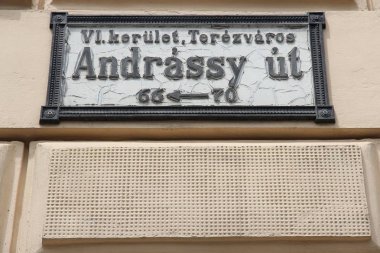 VI. kerület, Terézváros
Andrássy út
66 ← 70